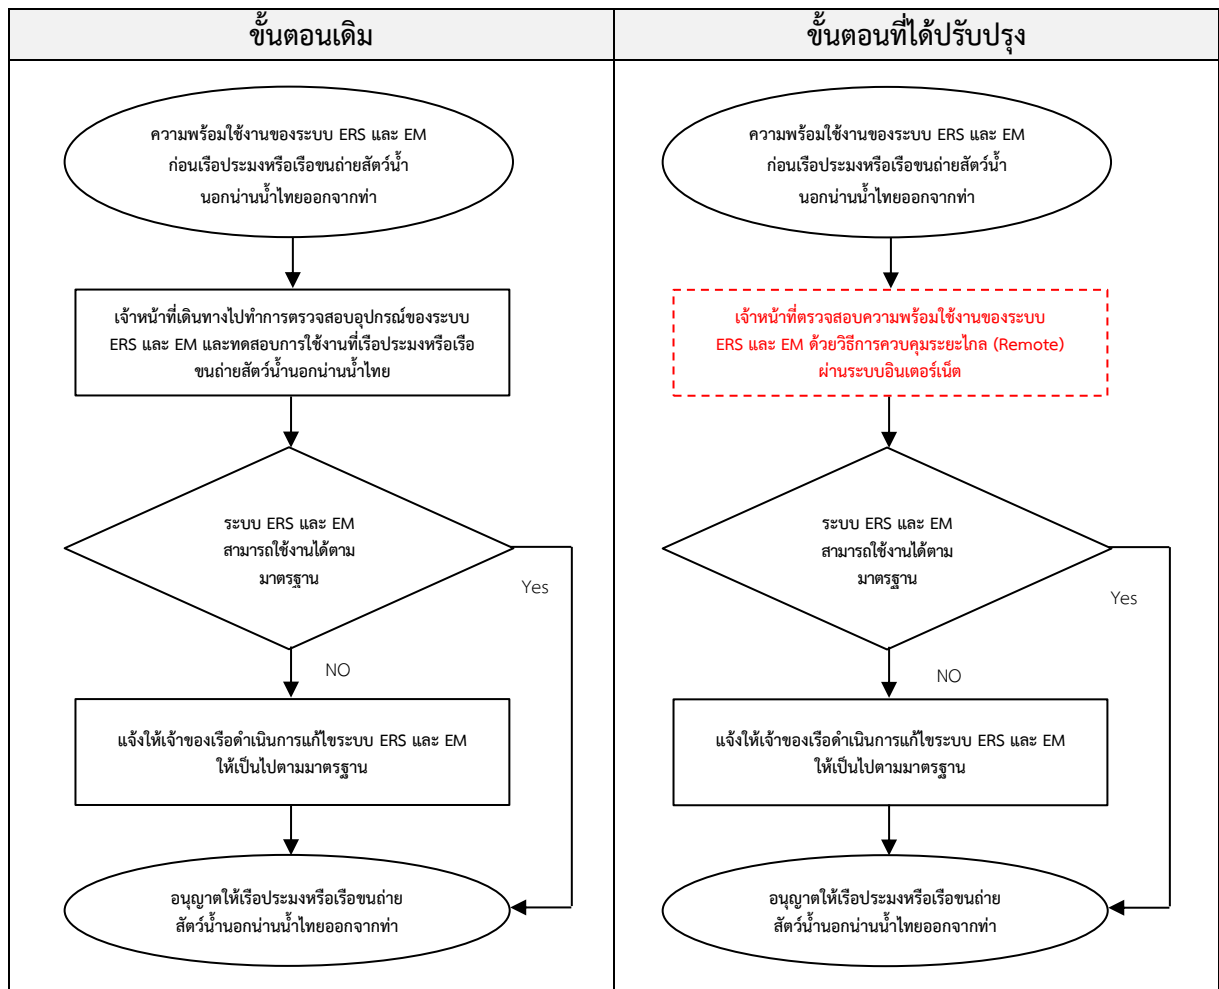 ขั้นตอนเดิม
ความพร้อมใช้งานของระบบ ERS และ EM
ก่อนเรือประมงหรือเรือขนถ่ายสัตว์น้ำ
นอกน่านน้ำไทยออกจากท่า
เจ้าหน้าที่เดินทางไปทำการตรวจสอบอุปกรณ์ของระบบ
ERS และ EM และทดสอบการใช้งานที่เรือประมงหรือเรือ
ขนถ่ายสัตว์น้ำนอกน่านน้ำไทย
ระบบ ERS และ EM
สามารถใช้งานได้ตาม
มาตรฐาน
Yes
NO
แจ้งให้เจ้าของเรือดำเนินการแก้ไขระบบ ERS และ EM
ให้เป็นไปตามมาตรฐาน
อนุญาตให้เรือประมงหรือเรือขนถ่าย
สัตว์น้ำนอกน่านน้ำไทยออกจากท่า
ขั้นตอนที่ได้ปรับปรุง
ความพร้อมใช้งานของระบบ ERS และ EM
ก่อนเรือประมงหรือเรือขนถ่ายสัตว์น้ำ
นอกน่านน้ำไทยออกจากท่า
เจ้าหน้าที่ตรวจสอบความพร้อมใช้งานของระบบ
ERS และ EM ด้วยวิธีการควบคุมระยะไกล (Remote)
ผ่านระบบอินเตอร์เน็ต
ระบบ ERS และ EM
สามารถใช้งานได้ตาม
มาตรฐาน
Yes
NO
แจ้งให้เจ้าของเรือดำเนินการแก้ไขระบบ ERS และ EM
ให้เป็นไปตามมาตรฐาน
อนุญาตให้เรือประมงหรือเรือขนถ่าย
สัตว์น้ำนอกน่านน้ำไทยออกจากท่า